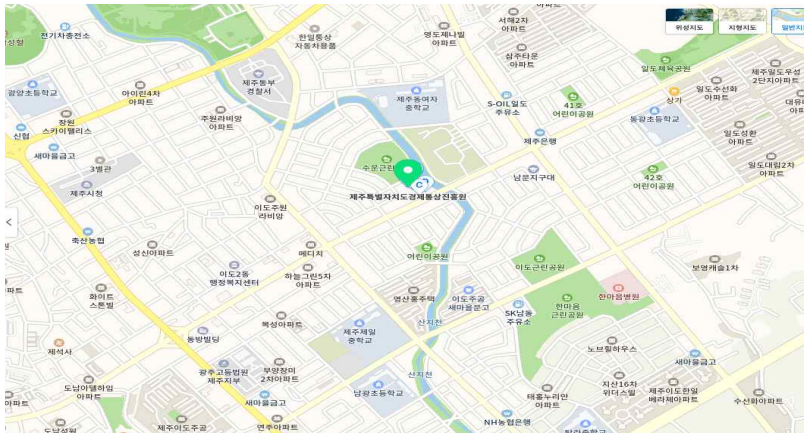 전기차충전소
한일통상
자동차용품
영도제나빌
아파트
서해2차
아파트
삼주타운
아파트
위성지도
지형지도
일반지
일도체육공원
제주일도우성
2단지아파트
광양초등학교
아이린4차
아파트
제주동부
경찰서
제주동여자
중학교
S-OIL일도
주유소
41호
어린이공원
상가
일도수선화
아파트
동광초등학교
대유
장원
스카이팰리스
신협
주원라비앙
아파트
제주은행
일도성환
아파트
새마을금고
3별관
제주시청
수운근린
제주특별자치도경제통상진흥원
남문지구대
42호
어린이공원
일도대림2차
아파트
이도주원
라비앙
축산농협
성신아파트
메디치
어린이공원
이도2동
행정복지센터
하늘그린5차
아파트
이도근린공원
보영캐슬1차
파트
화이트
스톤빌
영산홍주택
이도주공
새마을문고
한마음병원
한마음
근린공원
SK남동
주유소
산지천
복성아파트
동방빌딩
제주제일
중학교
제석사
노브힐하우스
새마을금고
광주고등법원
제주지부
부양장미
2차아파트
산지천
도남아델하임
아파트
남광초등학교
태홍누리안
아파트
지산16차
위더스빌
제주이도한일
베라체아파트
수선화아파트
새마을금고
도남성원
제주이도주공
연주아파트
NH농협은행
탐라중학교